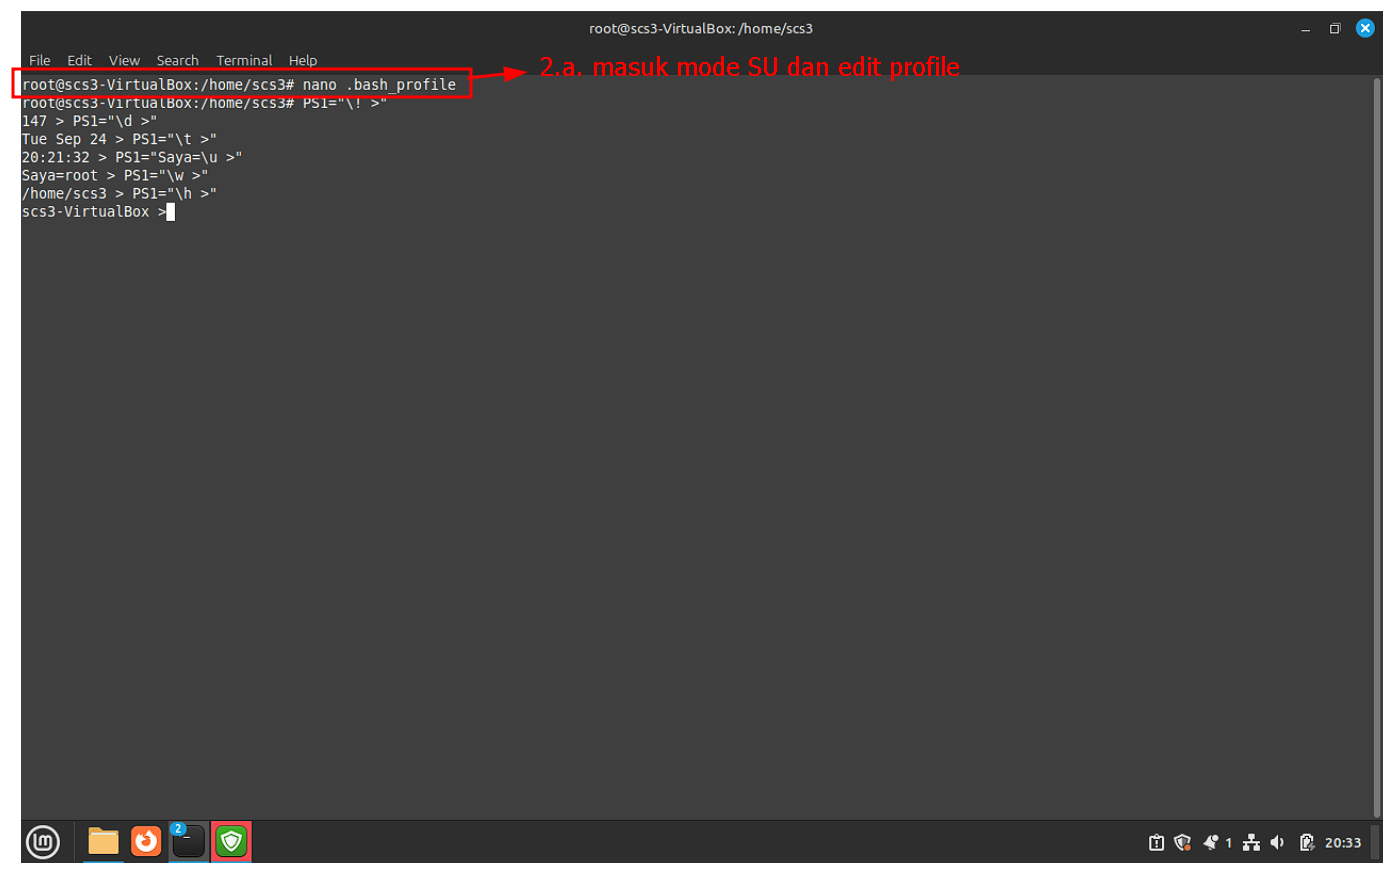 root@scs3-VirtualBox: /home/scs3
File Edit View Search Terminal Help
2.a. masuk mode SU dan edit profile
root@scs3-VirtualBox:/home/scs3# nano .bash_profile
root@scs3-VirtualBox:/home/scs3# PS1="\! >"
147 > PS1="\d >"
Tue Sep 24 > PS1="\t >"
20:21:32 > PS1="Saya=\u >"
Saya=root > PS1="\w >"
/home/scs3 > PS1="\h >"
scs3-VirtualBox >
2
1
20:33